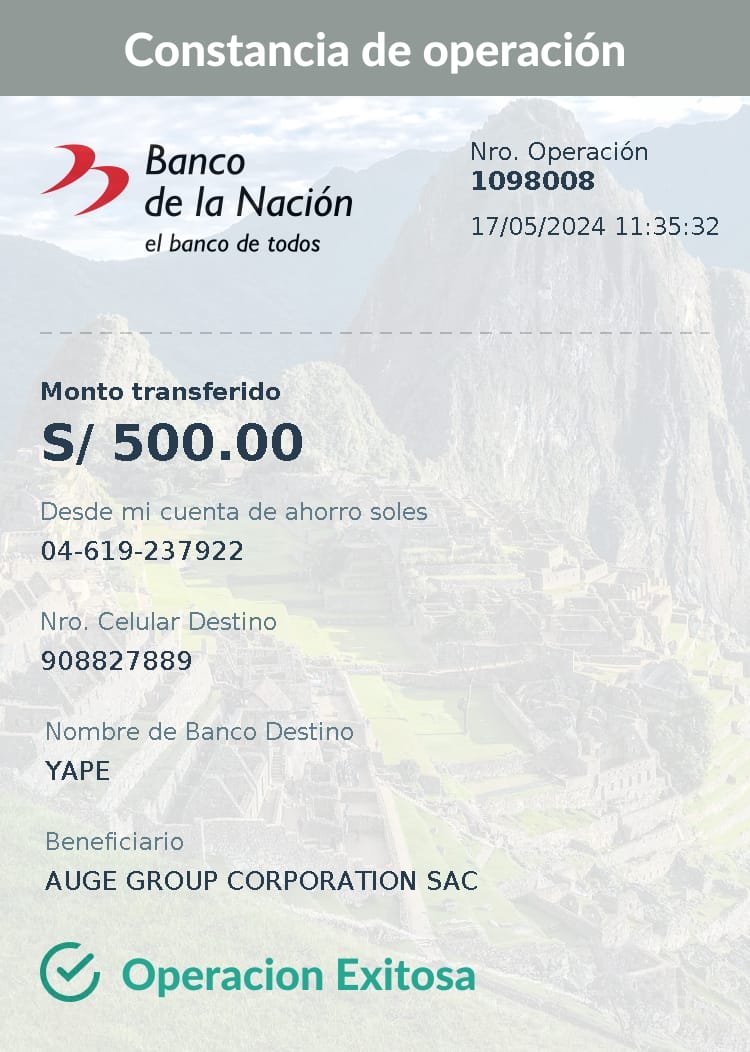 Constancia de operación
Banco
de la Nación
el banco de todos
Nro. Operación
1098008
17/05/2024 11:35:32
Monto transferido
S/ 500.00
Desde mi cuenta de ahorro soles
04-619-237922
Nro. Celular Destino
908827889
Nombre de Banco Destino
YAPE
Beneficiario
AUGE GROUP CORPORATION SAC
Operacion Exitosa